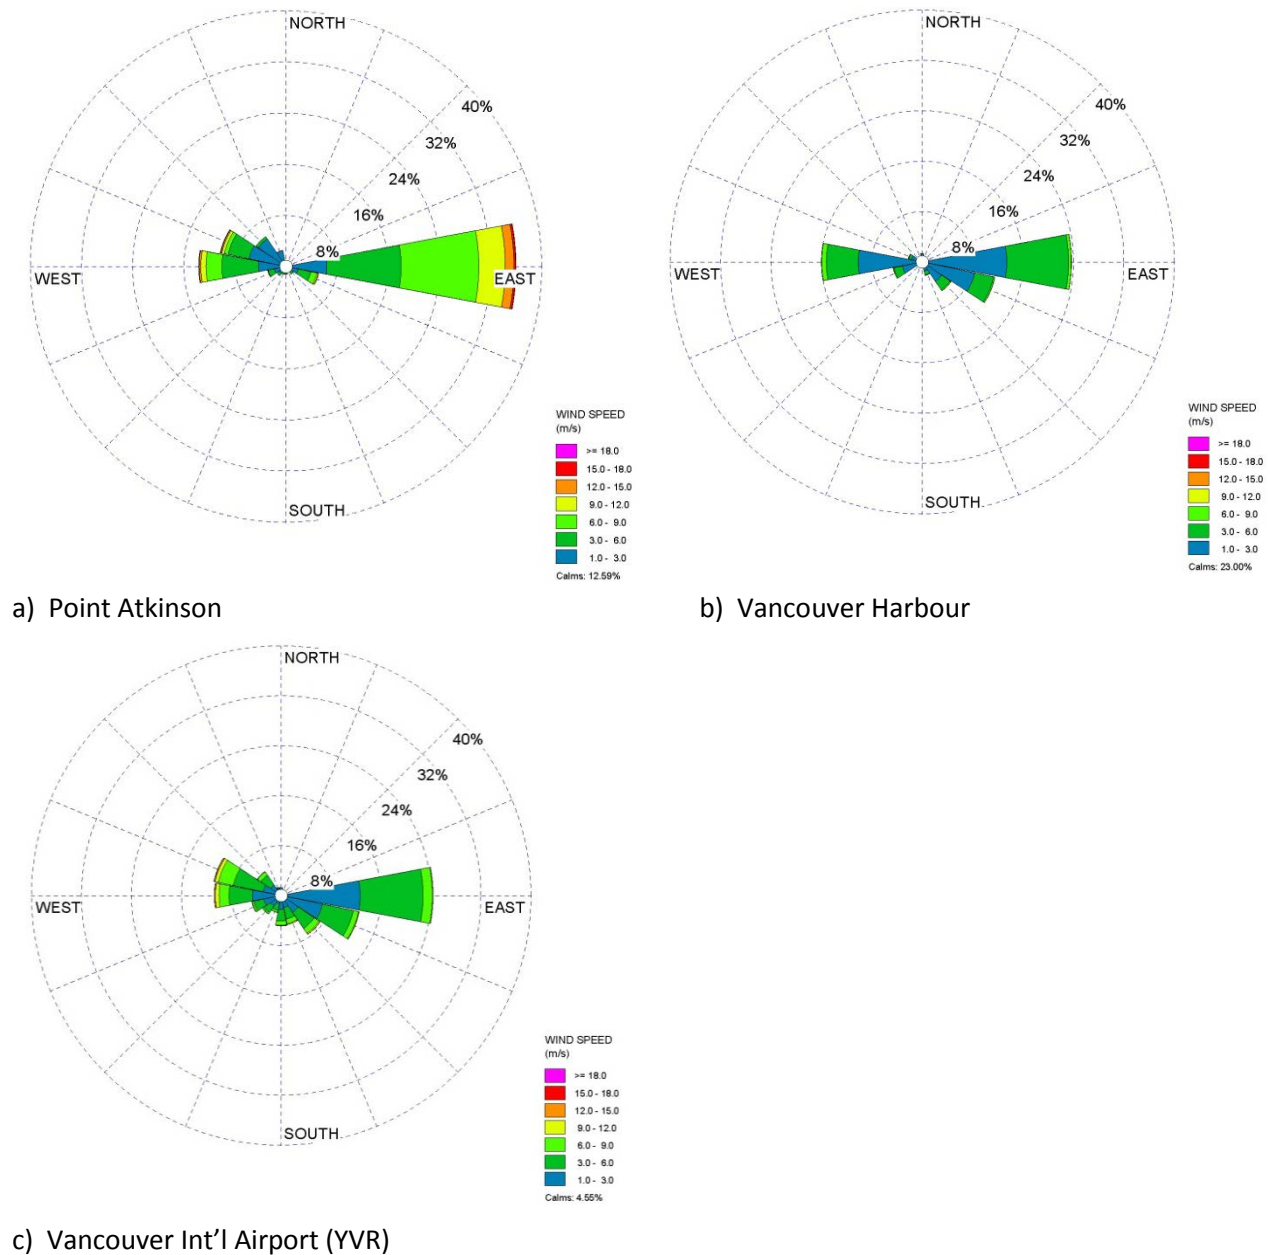 NORTH
40%
32%
24%
16%
8%
WEST
EAST
SOUTH
WIND SPEED
(m/s)
>= 18.0
15.0 - 18.0
12.0 - 15.0
9.0 - 12.0
6.0 - 9.0
3.0 - 6.0
1.0 - 3.0
Calms: 12.59%
a) Point Atkinson
NORTH
40%
32%
24%
16%
8%
WEST
EAST
SOUTH
WIND SPEED
(m/s)
>= 18.0
15.0 - 18.0
12.0 - 15.0
9.0 - 12.0
6.0 - 9.0
3.0 - 6.0
1.0 - 3.0
Calms: 23.00%
b) Vancouver Harbour
NORTH
40%
32%
24%
16%
8%
WEST
EAST
SOUTH
WIND SPEED
(m/s)
>= 18.0
15.0 - 18.0
12.0 - 15.0
9.0 - 12.0
6.0 - 9.0
3.0 - 6.0
1.0 - 3.0
Calms: 4.55%
c) Vancouver Int’l Airport (YVR)